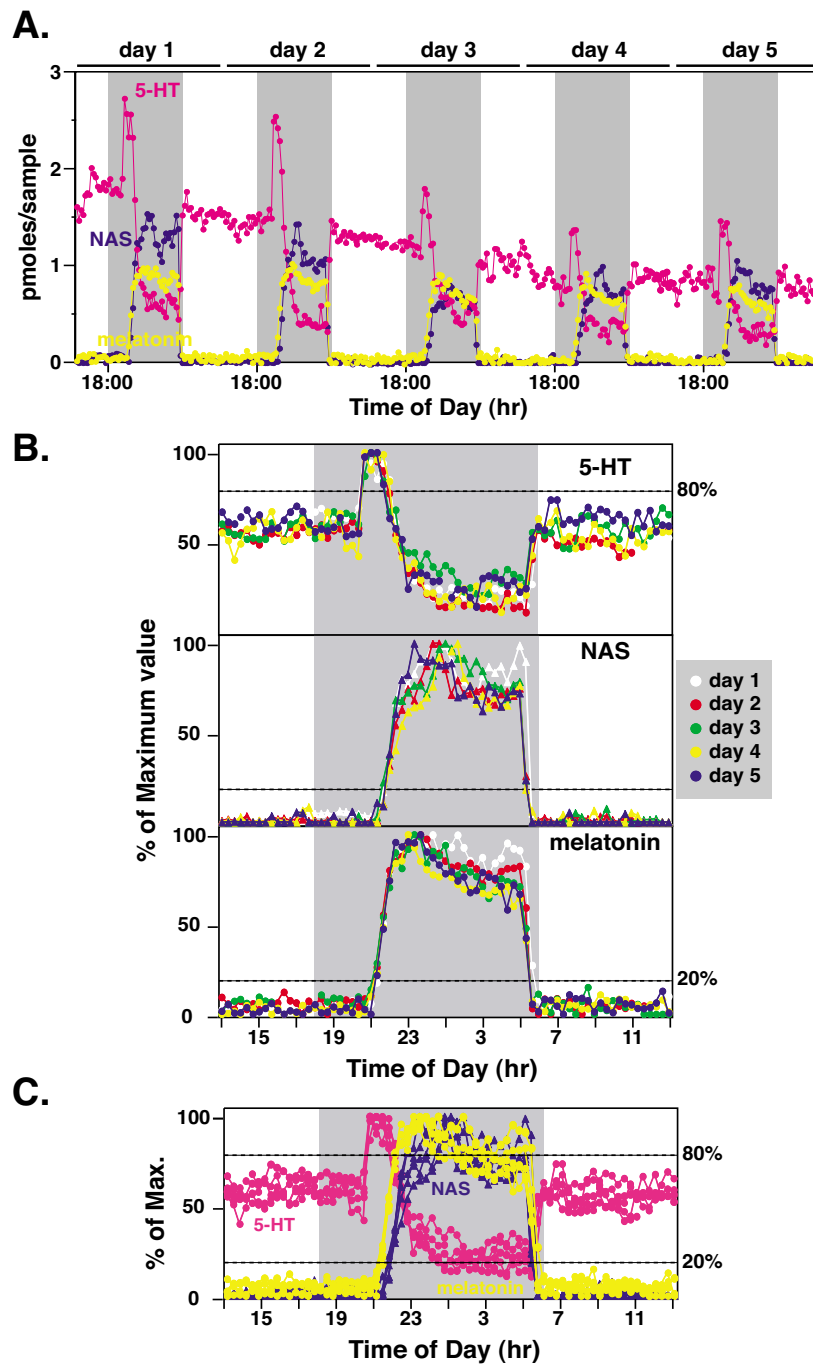 A.
day 1 day 2 day 3 day 4 day 5
3
2
1
0
pmoles/sample
5-HT
NAS
melatonin
18:00 18:00 18:00 18:00 18:00
Time of Day (hr)
B.
100
50
5-HT
80%
100
50
NAS
% of Maximum value
day 1
day 2
day 3
day 4
day 5
100
50
0
melatonin
20%
15 19 23 3 7 11
Time of Day (hr)
C.
100
50
0
% of Max.
80%
20%
5-HT
NAS
melatonin
15 19 23 3 7 11
Time of Day (hr)